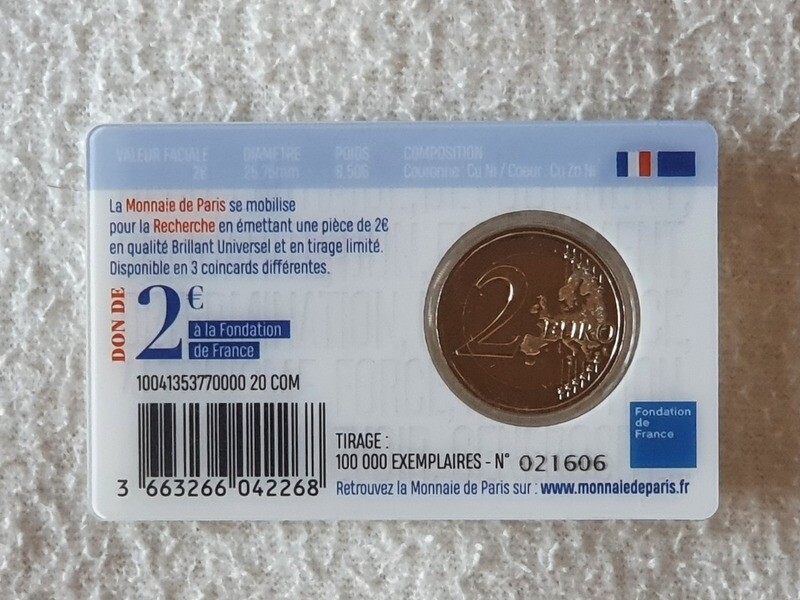 VALEUR FACIALE DIAMÈTRE POIDS COMPOSITION
2€ 25,75mm 8,50G Couronne: Cu Ni / Coeur Cu Zn Ni
La Monnaie de Paris se mobilise
pour la Recherche en émettant une pièce de 2€
en qualité Brillant Universel et en tirage limité.
Disponible en 3 coincards différentes.
DON DE
2€
à la Fondation
de France
2 EURO
10041353770000 20 COM
3 663266 042268
TIRAGE :
100 000 EXEMPLAIRES - N° 021606
Retrouvez la Monnaie de Paris sur : www.monnaiedeparis.fr
Fondation
de
France